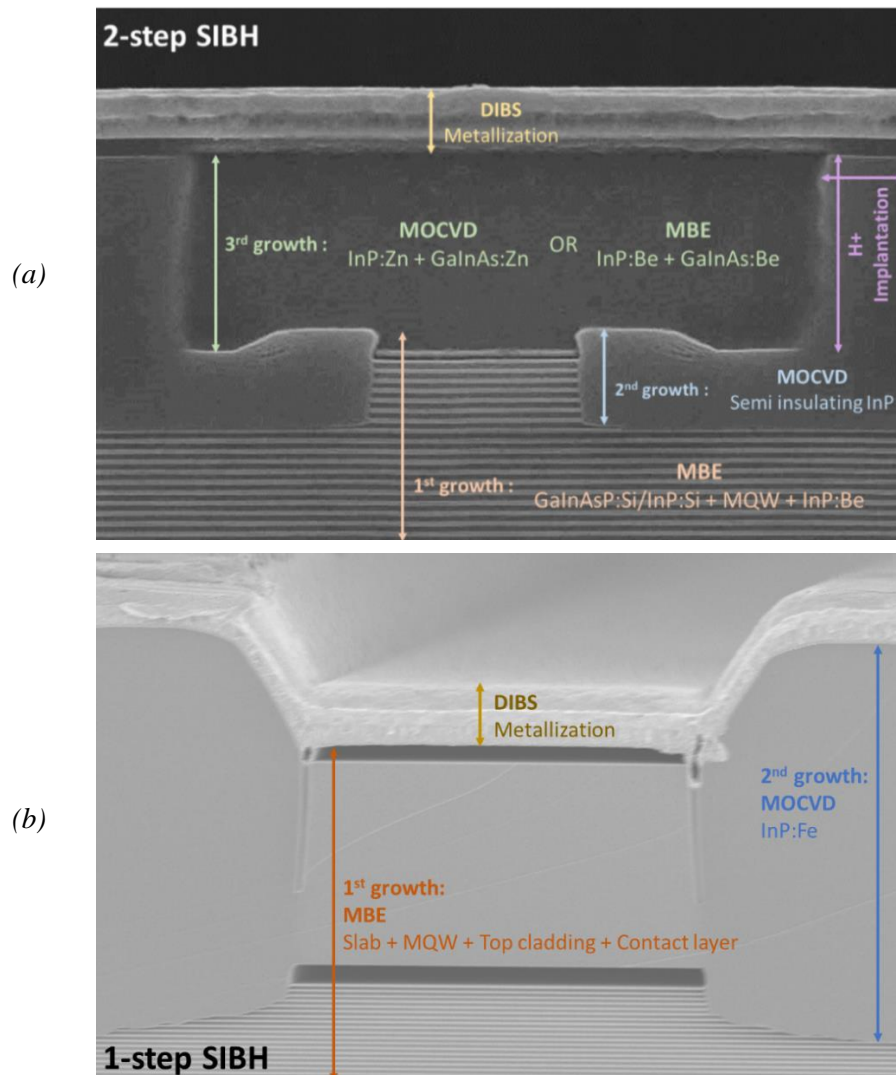 2-step SIBH
DIBS
Metallization
3rd growth :
MOCVD
InP:Zn + GaInAs:Zn
OR
MBE
InP:Be + GaInAs:Be
H+
Implantation
(a)
2nd growth :
MOCVD
Semi insulating InP
1st growth :
MBE
GaInAsP:Si/InP:Si + MQW + InP:Be
DIBS
Metallization
2nd growth:
MOCVD
InP:Fe
(b)
1st growth:
MBE
Slab + MQW + Top cladding + Contact layer
1-step SIBH